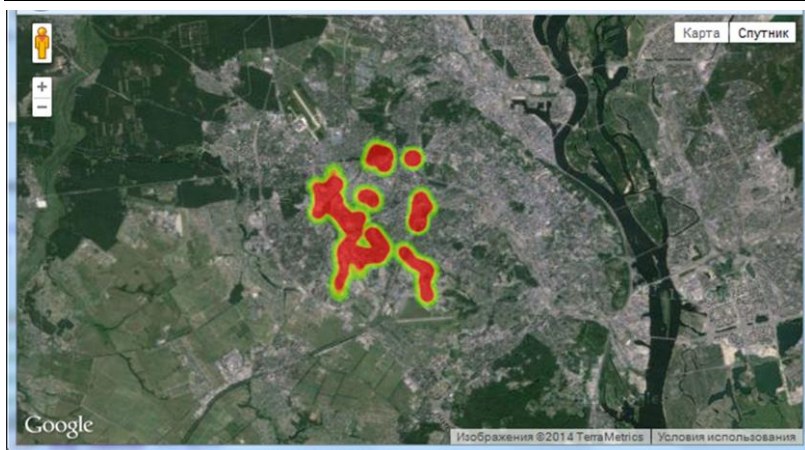 Карта Спутник
+
−
Google
Изображения ©2014 TerraMetrics Условия использования